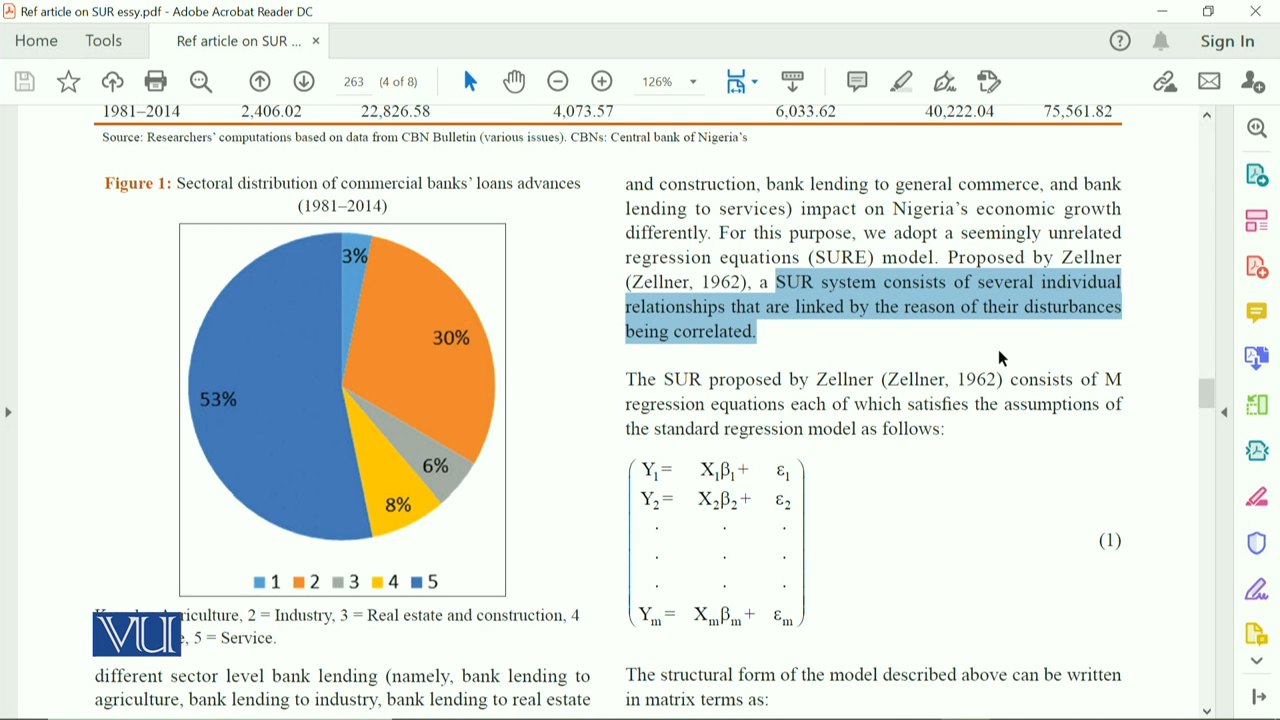 Ref article on SUR essy.pdf - Adobe Acrobat Reader DC
Home Tools Ref article on SUR ... × Sign In
263 (4 of 8) 126%
1981–2014 2,406.02 22,826.58 4,073.57 6,033.62 40,222.04 75,561.82
Source: Researchers' computations based on data from CBN Bulletin (various issues). CBNs: Central bank of Nigeria's
Figure 1: Sectoral distribution of commercial banks' loans advances
(1981–2014)
3%
30%
53%
6%
8%
1 2 3 4 5
riculture, 2 = Industry, 3 = Real estate and construction, 4
VU , 5 = Service.
different sector level bank lending (namely, bank lending to
agriculture, bank lending to industry, bank lending to real estate
and construction, bank lending to general commerce, and bank
lending to services) impact on Nigeria's economic growth
differently. For this purpose, we adopt a seemingly unrelated
regression equations (SURE) model. Proposed by Zellner
(Zellner, 1962), a SUR system consists of several individual
relationships that are linked by the reason of their disturbances
being correlated.
The SUR proposed by Zellner (Zellner, 1962) consists of M
regression equations each of which satisfies the assumptions of
the standard regression model as follows:
Y₁= X₁β₁+ ε₁
Y₂= X₂β₂+ ε₂
. . .
. . .
. . .
Yₘ= Xₘβₘ+ εₘ
(1)
The structural form of the model described above can be written
in matrix terms as: